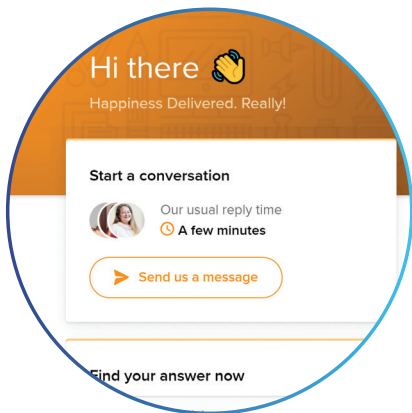 Hi there 👋
Happiness Delivered. Really!
Start a conversation
Our usual reply time
A few minutes
Send us a message
Find your answer now